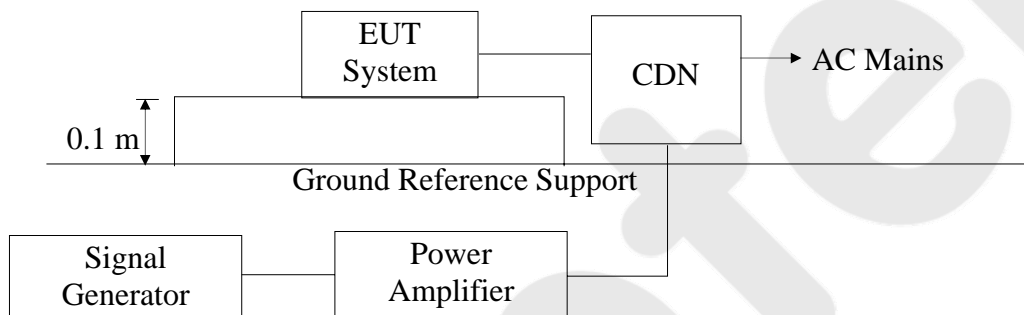 EUT
System
CDN
AC Mains
0.1 m
Ground Reference Support
Signal
Generator
Power
Amplifier